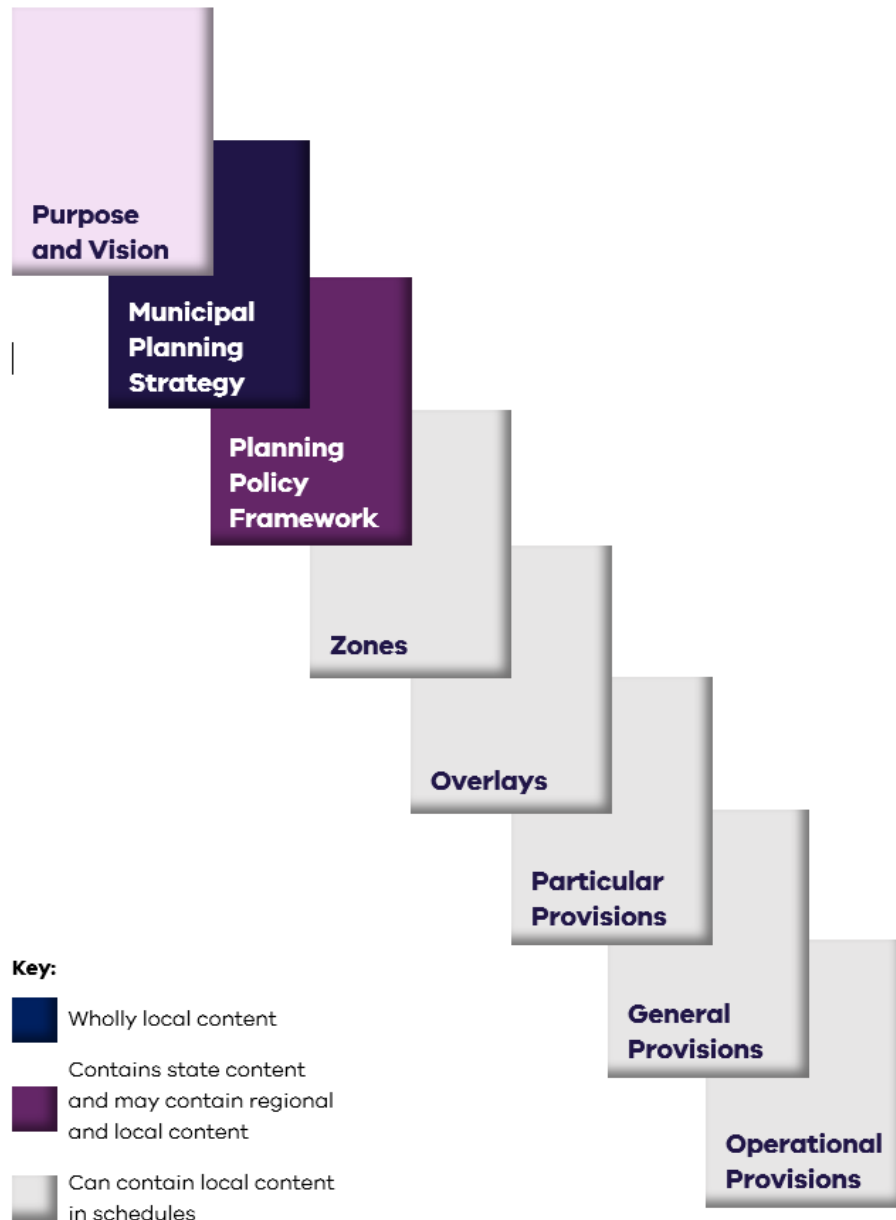 Purpose
and Vision
Municipal
Planning
Strategy
Planning
Policy
Framework
Zones
Overlays
Particular
Provisions
General
Provisions
Operational
Provisions
Key:
Wholly local content
Contains state content
and may contain regional
and local content
Can contain local content
in schedules